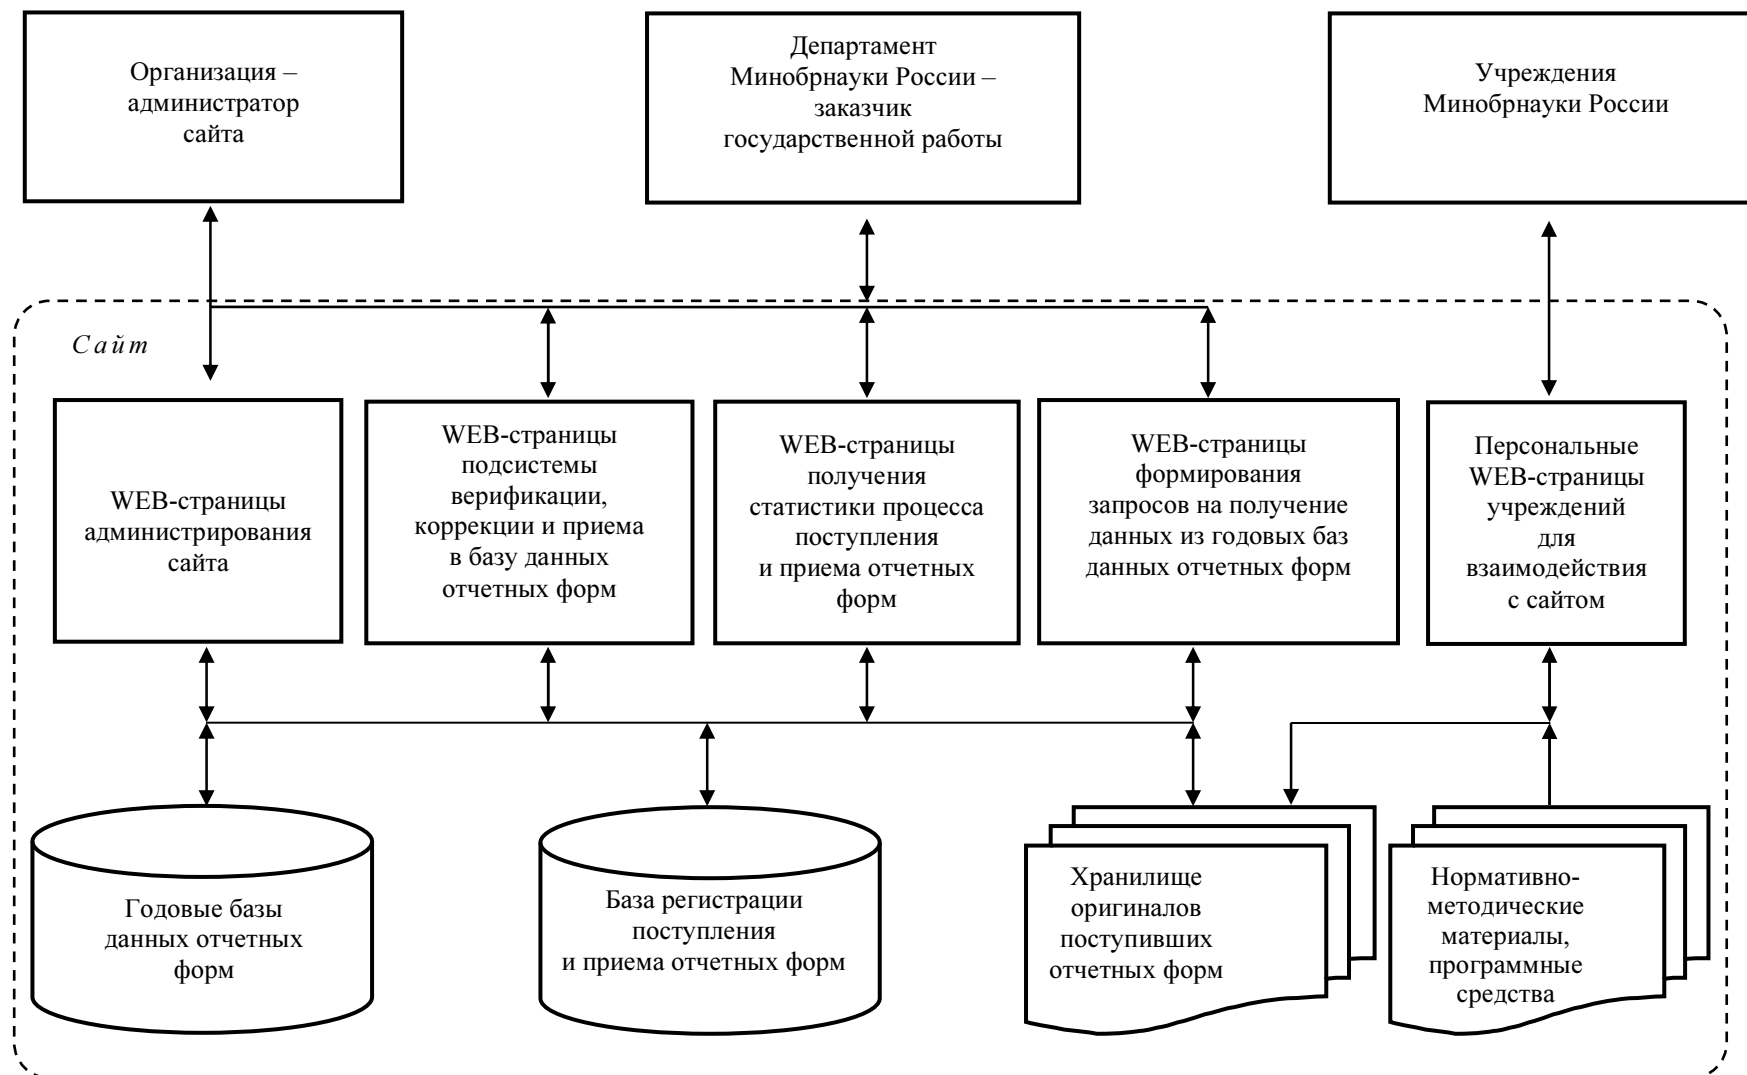 Организация –
администратор
сайта
Департамент
Минобрнауки России –
заказчик
государственной работы
Учреждения
Минобрнауки России
Сайт
WEB-страницы
администрирования
сайта
WEB-страницы
подсистемы
верификации,
коррекции и приема
в базу данных
отчетных форм
WEB-страницы
получения
статистики процесса
поступления
и приема отчетных
форм
WEB-страницы
формирования
запросов на получение
данных из годовых баз
данных отчетных форм
Персональные
WEB-страницы
учреждений
для
взаимодействия
с сайтом
Годовые базы
данных отчетных
форм
База регистрации
поступления
и приема отчетных форм
Хранилище
оригиналов
поступивших
отчетных форм
Нормативно-
методические
материалы,
программные
средства